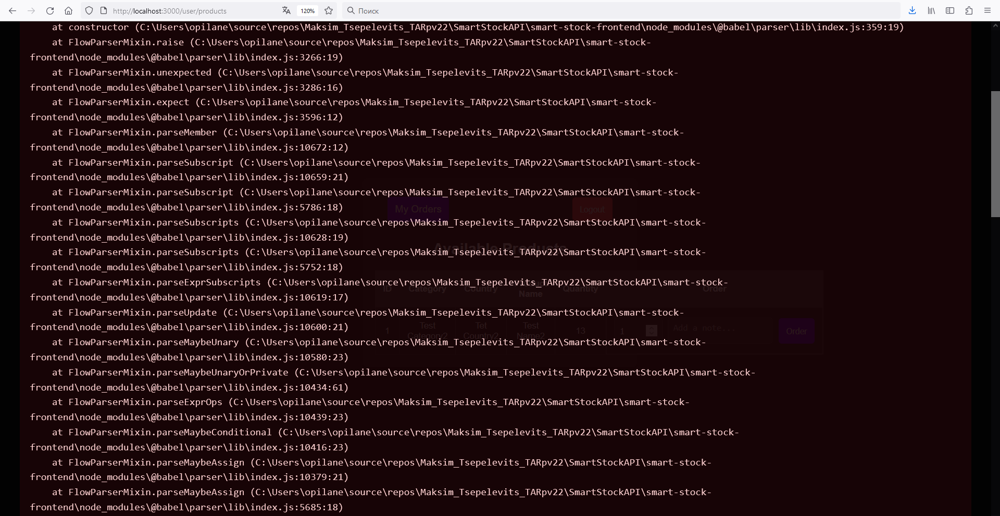 http://localhost:3000/user/products
120%
Поиск
at constructor (C:\Users\opilane\source\repos\Maksim_Tsepelevits_TARpv22\SmartStockAPI\smart-stock-frontend\node_modules\@babel\parser\lib\index.js:359:19)
at FlowParserMixin.raise (C:\Users\opilane\source\repos\Maksim_Tsepelevits_TARpv22\SmartStockAPI\smart-stock-
frontend\node_modules\@babel\parser\lib\index.js:3266:19)
at FlowParserMixin.unexpected (C:\Users\opilane\source\repos\Maksim_Tsepelevits_TARpv22\SmartStockAPI\smart-stock-
frontend\node_modules\@babel\parser\lib\index.js:3286:16)
at FlowParserMixin.expect (C:\Users\opilane\source\repos\Maksim_Tsepelevits_TARpv22\SmartStockAPI\smart-stock-
frontend\node_modules\@babel\parser\lib\index.js:3596:12)
at FlowParserMixin.parseMember (C:\Users\opilane\source\repos\Maksim_Tsepelevits_TARpv22\SmartStockAPI\smart-stock-
frontend\node_modules\@babel\parser\lib\index.js:10672:12)
at FlowParserMixin.parseSubscript (C:\Users\opilane\source\repos\Maksim_Tsepelevits_TARpv22\SmartStockAPI\smart-stock-
frontend\node_modules\@babel\parser\lib\index.js:10659:21)
at FlowParserMixin.parseSubscript (C:\Users\opilane\source\repos\Maksim_Tsepelevits_TARpv22\SmartStockAPI\smart-stock-
frontend\node_modules\@babel\parser\lib\index.js:5786:18)
at FlowParserMixin.parseSubscripts (C:\Users\opilane\source\repos\Maksim_Tsepelevits_TARpv22\SmartStockAPI\smart-stock-
frontend\node_modules\@babel\parser\lib\index.js:10628:19)
at FlowParserMixin.parseSubscripts (C:\Users\opilane\source\repos\Maksim_Tsepelevits_TARpv22\SmartStockAPI\smart-stock-
frontend\node_modules\@babel\parser\lib\index.js:5752:18)
at FlowParserMixin.parseExprSubscripts (C:\Users\opilane\source\repos\Maksim_Tsepelevits_TARpv22\SmartStockAPI\smart-stock-
frontend\node_modules\@babel\parser\lib\index.js:10619:17)
at FlowParserMixin.parseUpdate (C:\Users\opilane\source\repos\Maksim_Tsepelevits_TARpv22\SmartStockAPI\smart-stock-
frontend\node_modules\@babel\parser\lib\index.js:10600:21)
at FlowParserMixin.parseMaybeUnary (C:\Users\opilane\source\repos\Maksim_Tsepelevits_TARpv22\SmartStockAPI\smart-stock-
frontend\node_modules\@babel\parser\lib\index.js:10580:23)
at FlowParserMixin.parseMaybeUnaryOrPrivate (C:\Users\opilane\source\repos\Maksim_Tsepelevits_TARpv22\SmartStockAPI\smart-stock-
frontend\node_modules\@babel\parser\lib\index.js:10434:61)
at FlowParserMixin.parseExprOps (C:\Users\opilane\source\repos\Maksim_Tsepelevits_TARpv22\SmartStockAPI\smart-stock-
frontend\node_modules\@babel\parser\lib\index.js:10439:23)
at FlowParserMixin.parseMaybeConditional (C:\Users\opilane\source\repos\Maksim_Tsepelevits_TARpv22\SmartStockAPI\smart-stock-
frontend\node_modules\@babel\parser\lib\index.js:10416:23)
at FlowParserMixin.parseMaybeAssign (C:\Users\opilane\source\repos\Maksim_Tsepelevits_TARpv22\SmartStockAPI\smart-stock-
frontend\node_modules\@babel\parser\lib\index.js:10379:21)
at FlowParserMixin.parseMaybeAssign (C:\Users\opilane\source\repos\Maksim_Tsepelevits_TARpv22\SmartStockAPI\smart-stock-
frontend\node_modules\@babel\parser\lib\index.js:5685:18)
My Orders
Logout
Available Products
ID Category Country Name Quantity Order
1 Test Category2 Tet Country2 Test Name2 13 1 Add a note... Order